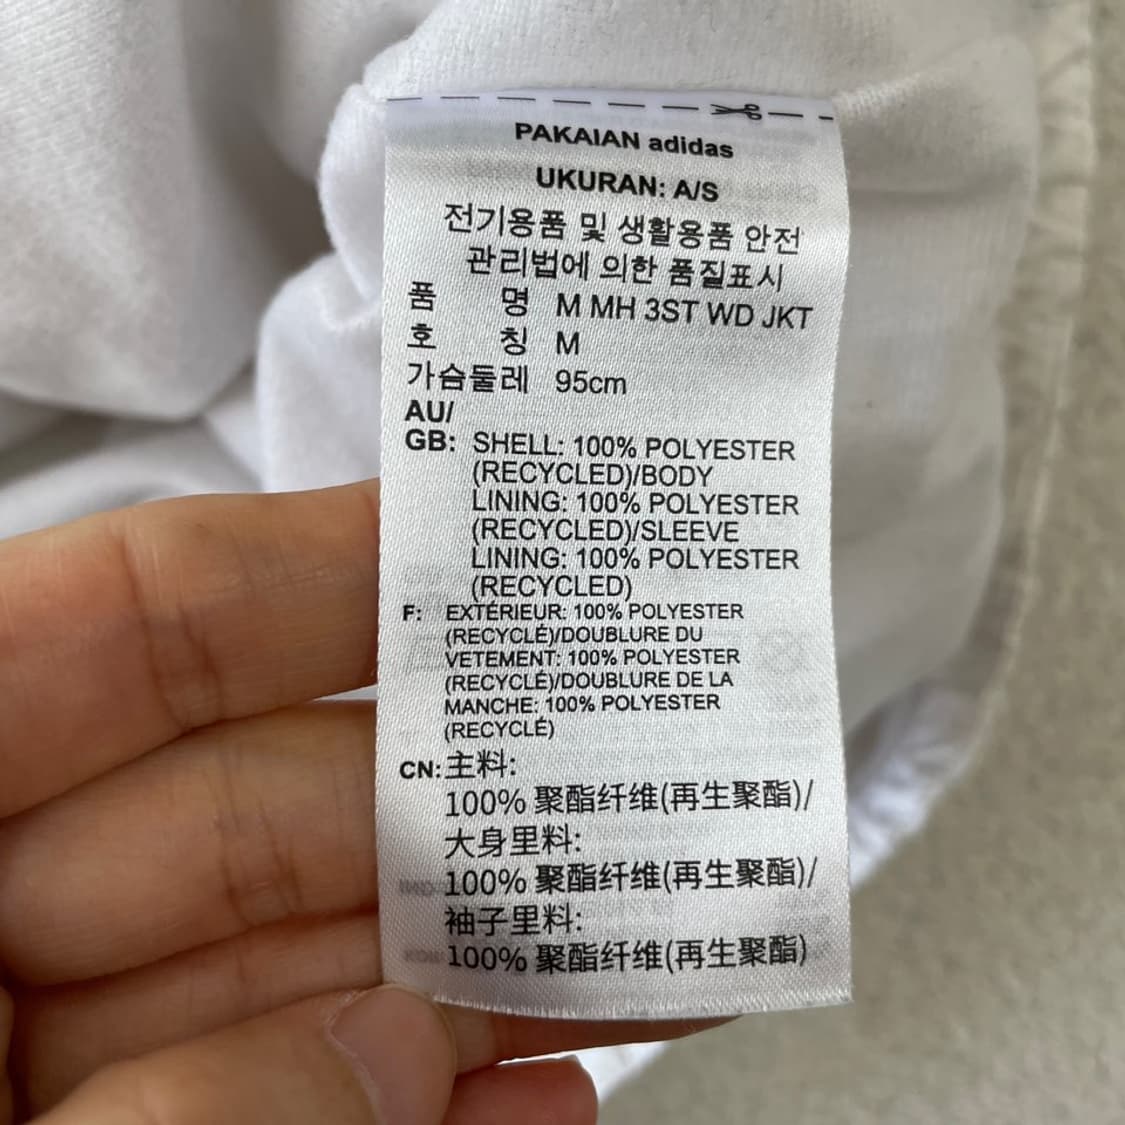 PAKAIAN adidas
UKURAN: A/S
전기용품 및 생활용품 안전
관리법에 의한 품질표시
품 명 M MH 3ST WD JKT
호 칭 M
가슴둘레 95cm
AU/
GB: SHELL: 100% POLYESTER
(RECYCLED)/BODY
LINING: 100% POLYESTER
(RECYCLED)/SLEEVE
LINING: 100% POLYESTER
(RECYCLED)
F: EXTÉRIEUR: 100% POLYESTER
(RECYCLÉ)/DOUBLURE DU
VETEMENT: 100% POLYESTER
(RECYCLÉ)/DOUBLURE DE LA
MANCHE: 100% POLYESTER
(RECYCLÉ)
CN: 主料:
100% 聚酯纤维(再生聚酯)/
大身里料:
100% 聚酯纤维(再生聚酯)/
袖子里料:
100% 聚酯纤维(再生聚酯)